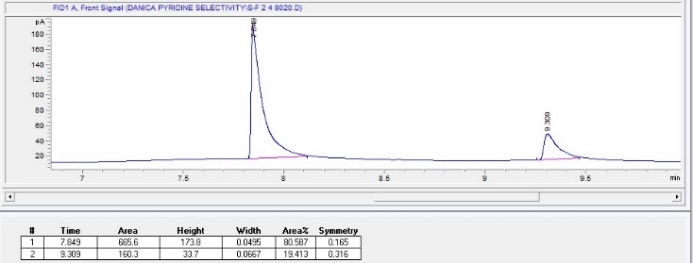 FID1 A, Front Signal (DANICA PYRIDINE SELECTIVITY\S-F 2 4 8020.D)
pA
180
160
140
120
100
80
60
40
20
9.309
7
7.5
8
8.5
9
9.5
min
# Time Area Height Width Area% Symmetry
1 7.849 665.6 173.8 0.0495 80.587 0.165
2 9.309 160.3 33.7 0.0667 19.413 0.316